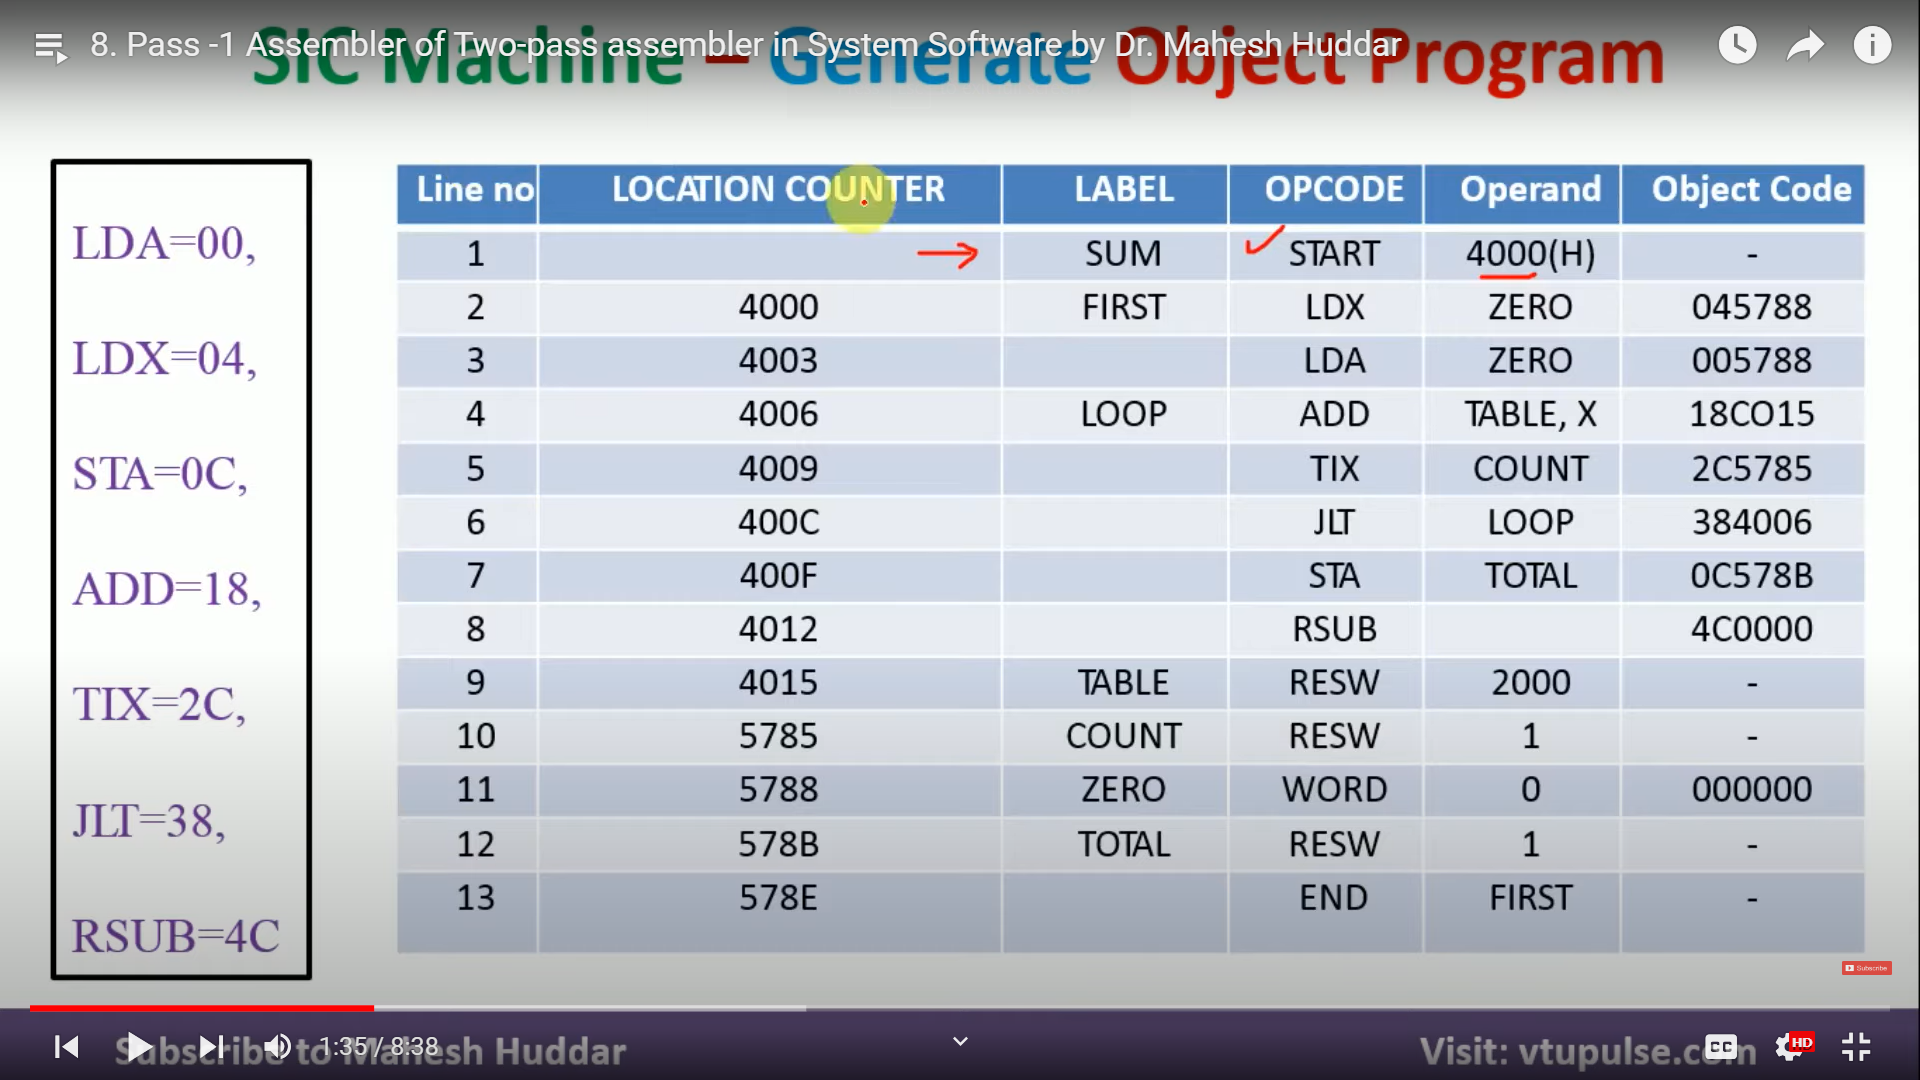 8. Pass -1 Assembler of Two-pass assembler in System Software by Dr. Mahesh Huddar
SIC Machine – Generate Object Program
LDA=00,
LDX=04,
STA=0C,
ADD=18,
TIX=2C,
JLT=38,
RSUB=4C
Line no LOCATION COUNTER LABEL OPCODE Operand Object Code
1 SUM START 4000(H) -
2 4000 FIRST LDX ZERO 045788
3 4003 LDA ZERO 005788
4 4006 LOOP ADD TABLE, X 18CO15
5 4009 TIX COUNT 2C5785
6 400C JLT LOOP 384006
7 400F STA TOTAL 0C578B
8 4012 RSUB 4C0000
9 4015 TABLE RESW 2000 -
10 5785 COUNT RESW 1 -
11 5788 ZERO WORD 0 000000
12 578B TOTAL RESW 1 -
13 578E END FIRST -
Subscribe
1:35 / 8:38
Subscribe to Mahesh Huddar
Visit: vtupulse.com
CC
HD